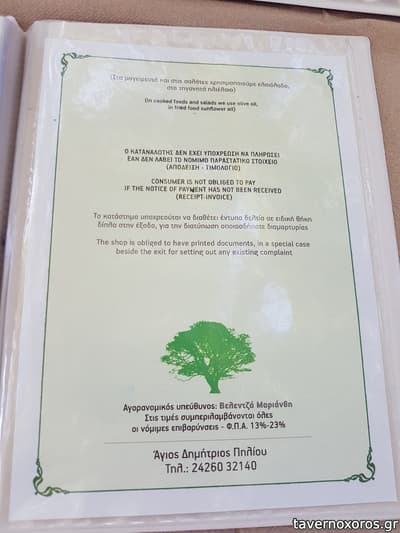 (Στα μαγειρευτά και στις σαλάτες χρησιμοποιούμε ελαιόλαδο,
στα τηγανητά ηλιέλαιο)
(In cooked foods and salads we use olive oil,
in fried food sunflower oil)
Ο ΚΑΤΑΝΑΛΩΤΗΣ ΔΕΝ ΕΧΕΙ ΥΠΟΧΡΕΩΣΗ ΝΑ ΠΛΗΡΩΣΕΙ
ΕΑΝ ΔΕΝ ΛΑΒΕΙ ΤΟ ΝΟΜΙΜΟ ΠΑΡΑΣΤΑΤΙΚΟ ΣΤΟΙΧΕΙΟ
(ΑΠΟΔΕΙΞΗ - ΤΙΜΟΛΟΓΙΟ)
CONSUMER IS NOT OBLIGED TO PAY
IF THE NOTICE OF PAYMENT HAS NOT BEEN RECEIVED
(RECEIPT-INVOICE)
Το κατάστημα υποχρεούται να διαθέτει έντυπα δελτία σε ειδική θήκη
δίπλα στην έξοδο, για την διατύπωση οποιασδήποτε διαμαρτυρίας
The shop is obliged to have printed documents, in a special case
beside the exit for setting out any existing complaint
Αγορανομικός υπεύθυνος: Βελεντζά Μαριάνθη
Στις τιμές συμπεριλαμβάνονται όλες
οι νόμιμες επιβαρύνσεις - Φ.Π.Α. 13%-23%
Άγιος Δημήτριος Πηλίου
Τηλ.: 24260 32140
tavernoxoros.gr